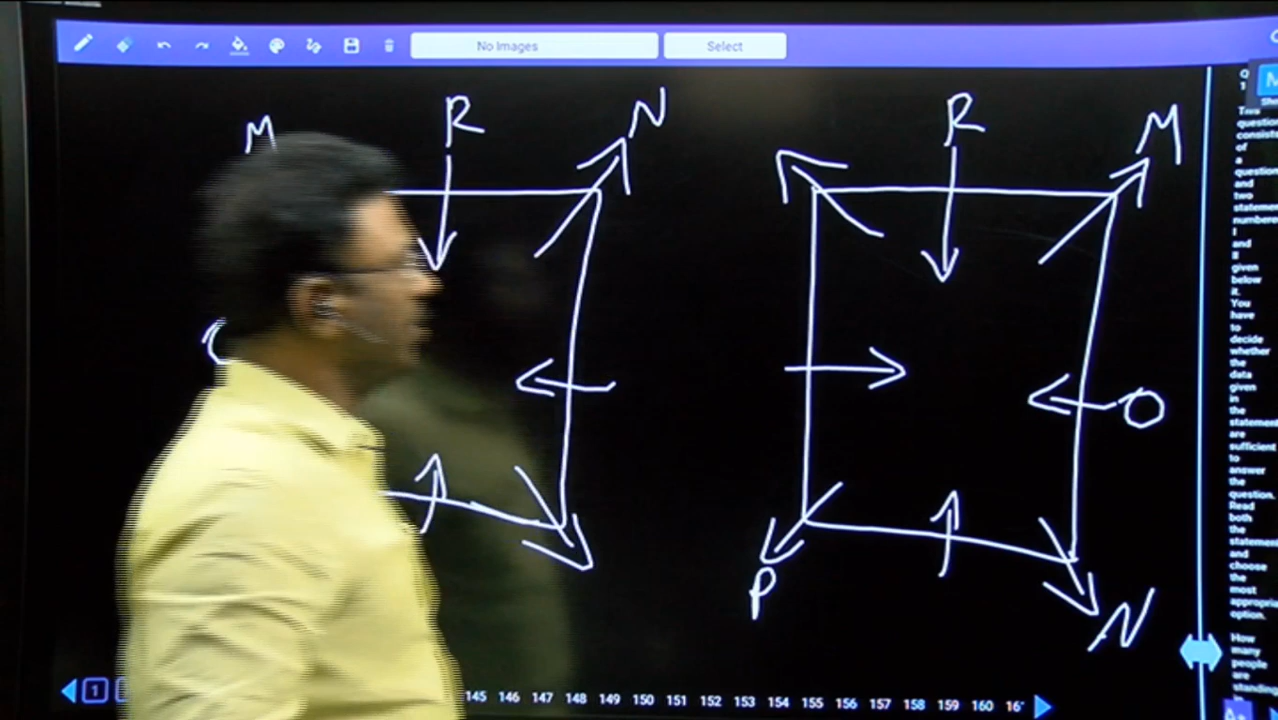 No Images
Select
M
R
N
R
M
O
P
N
This
question
consists
of
a
question
and
two
statements
numbered
I
and
II
given
below
it.
You
have
to
decide
whether
the
data
given
in
the
statements
are
sufficient
to
answer
the
question.
Read
both
the
statements
and
choose
the
most
appropria
option.
How
many
people
are
standing
1
145 146 147 148 149 150 151 152 153 154 155 156 157 158 159 160 16